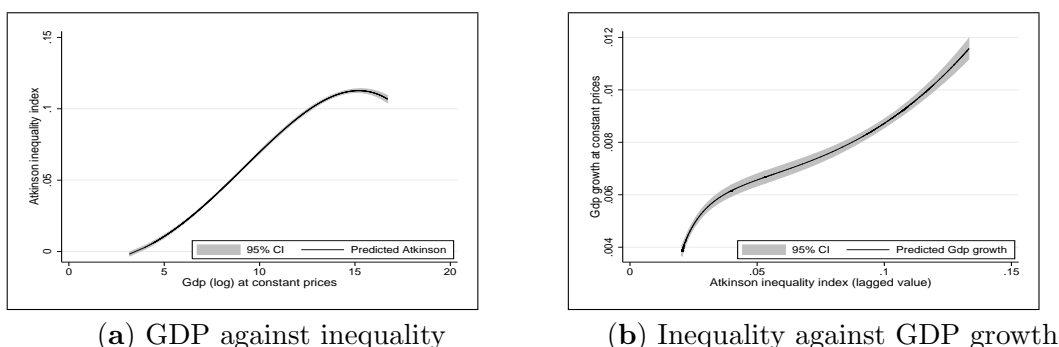 .15
.1
.05
0
Atkinson inequality index
95% CI
Predicted Atkinson
0
5
10
15
20
Gdp (log) at constant prices
(a) GDP against inequality
.012
.01
.008
.006
.004
Gdp growth at constant prices
95% CI
Predicted Gdp growth
0
.05
.1
.15
Atkinson inequality index (lagged value)
(b) Inequality against GDP growth